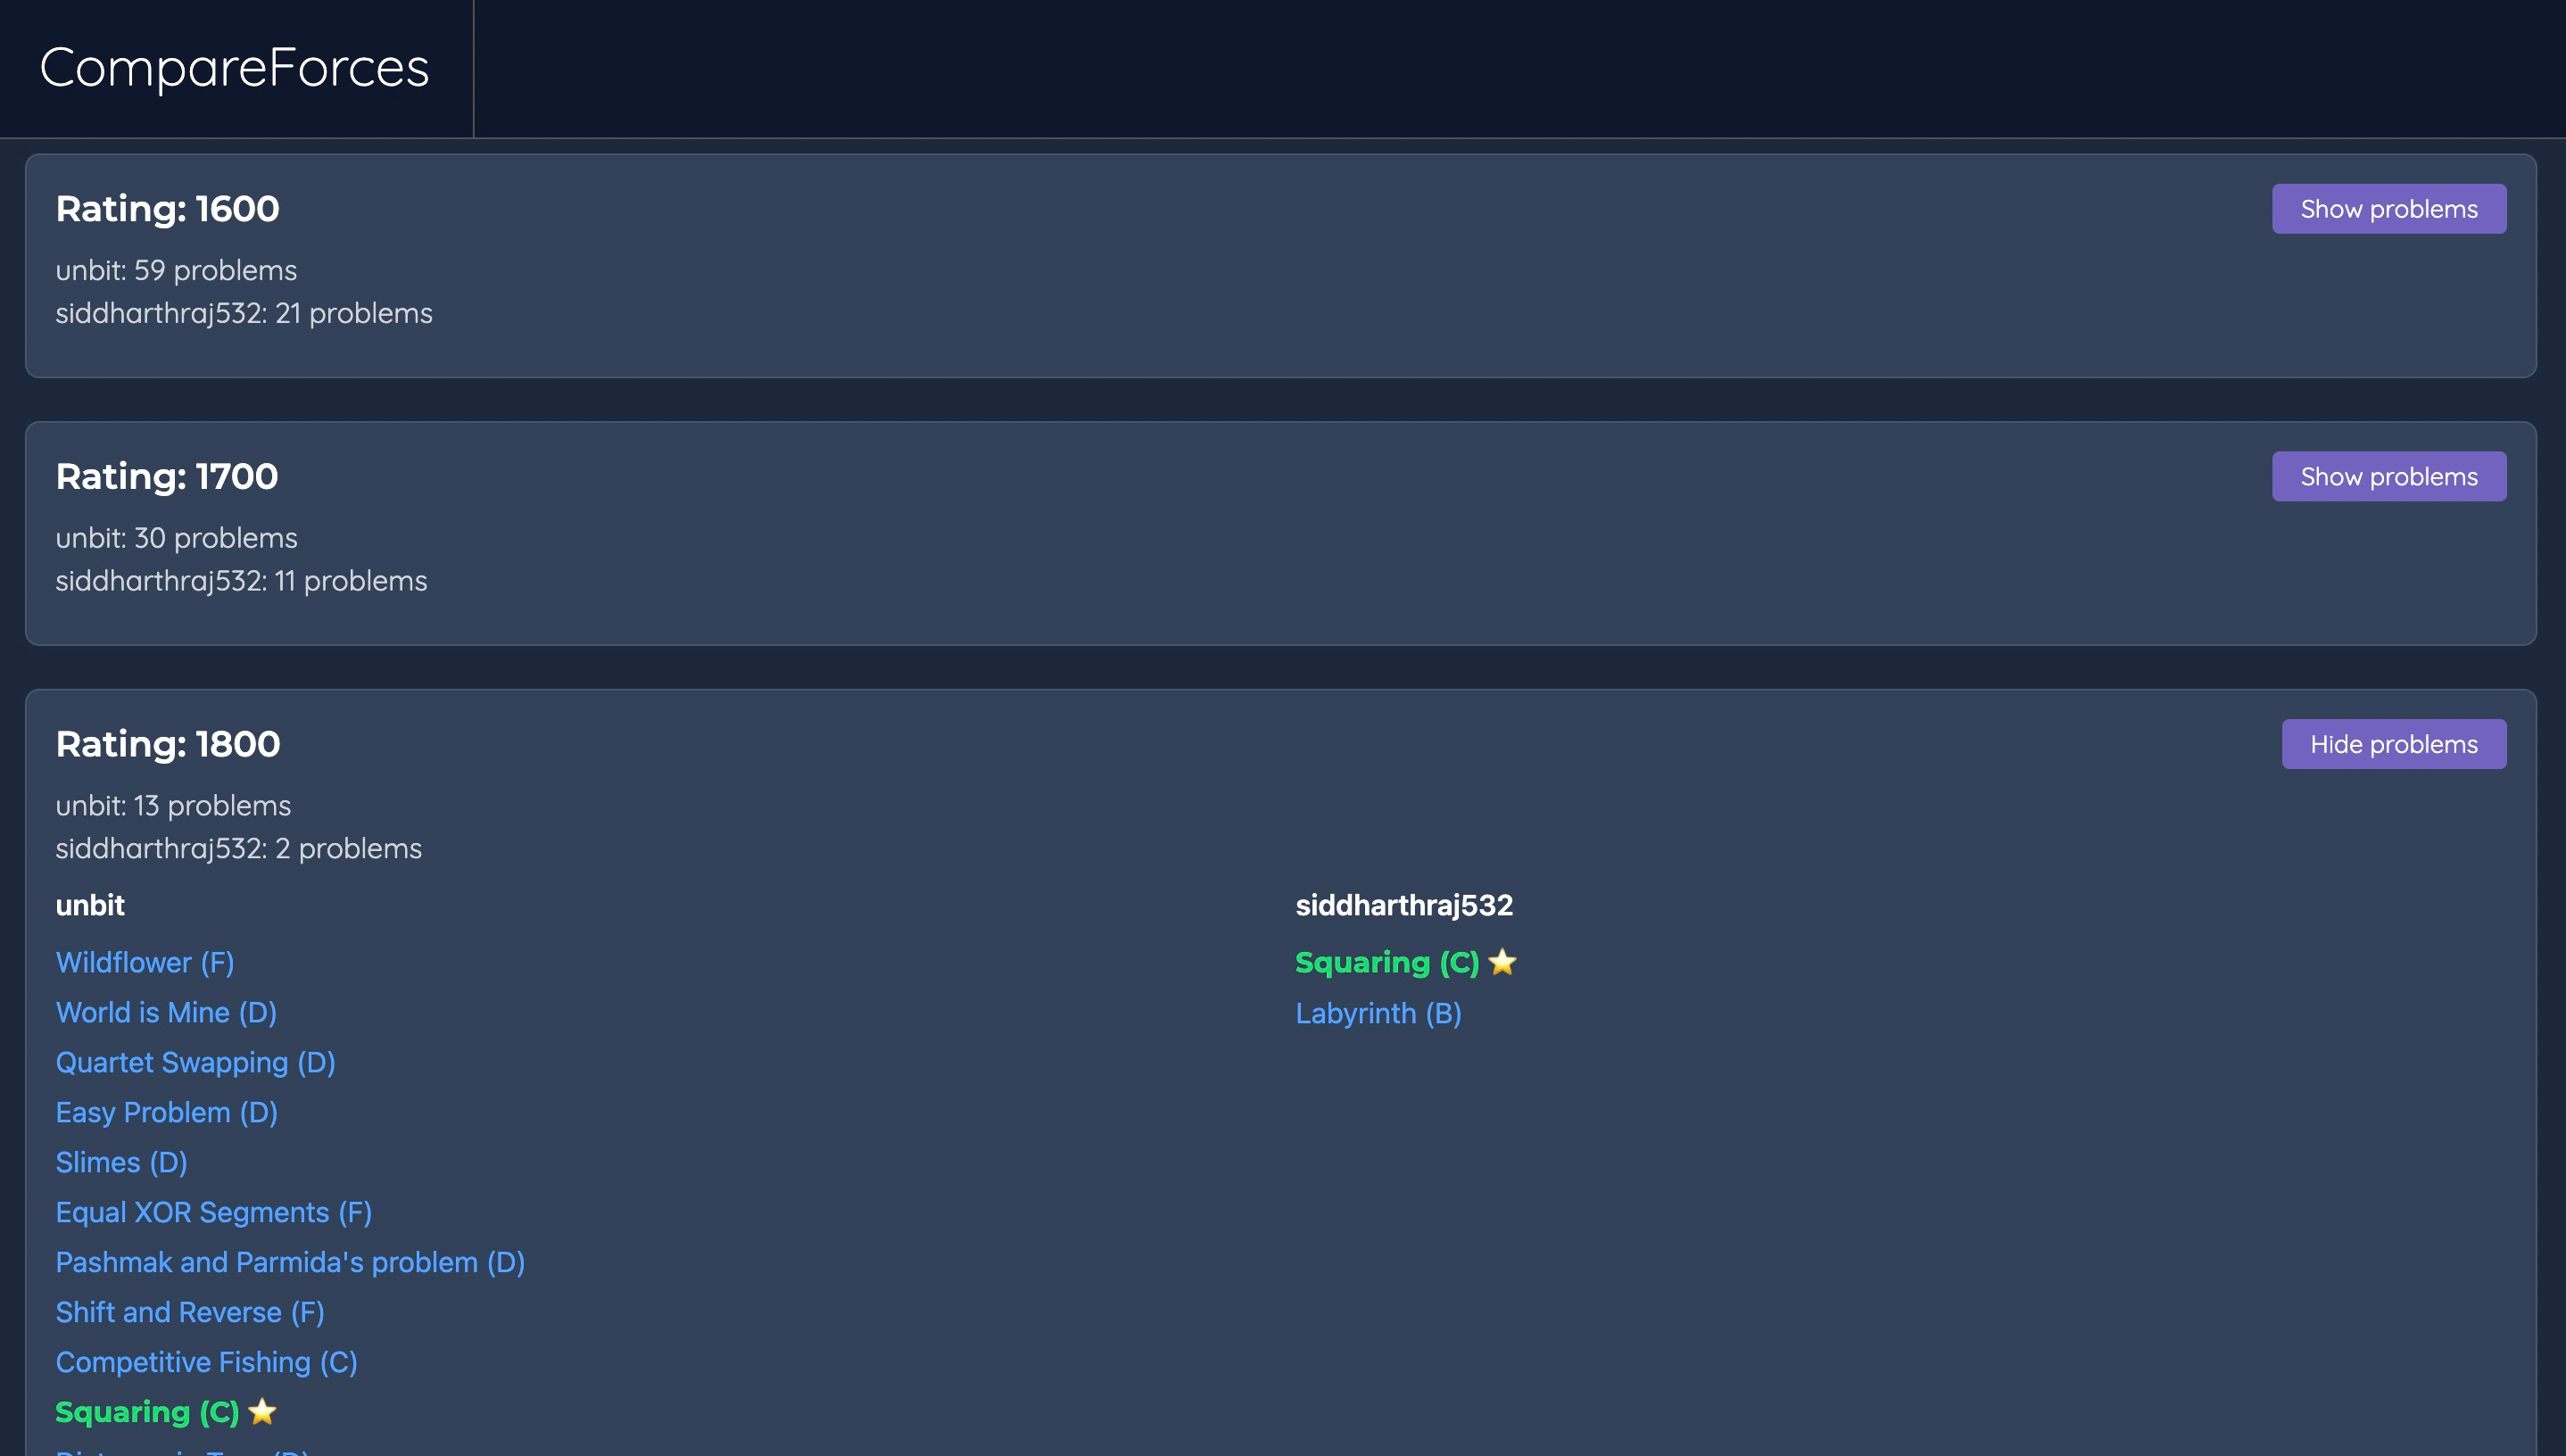 CompareForces
Rating: 1600
Show problems
unbit: 59 problems
siddharthraj532: 21 problems
Rating: 1700
Show problems
unbit: 30 problems
siddharthraj532: 11 problems
Rating: 1800
Hide problems
unbit: 13 problems
siddharthraj532: 2 problems
unbit
Wildflower (F)
World is Mine (D)
Quartet Swapping (D)
Easy Problem (D)
Slimes (D)
Equal XOR Segments (F)
Pashmak and Parmida's problem (D)
Shift and Reverse (F)
Competitive Fishing (C)
Squaring (C) ⭐
siddharthraj532
Squaring (C) ⭐
Labyrinth (B)